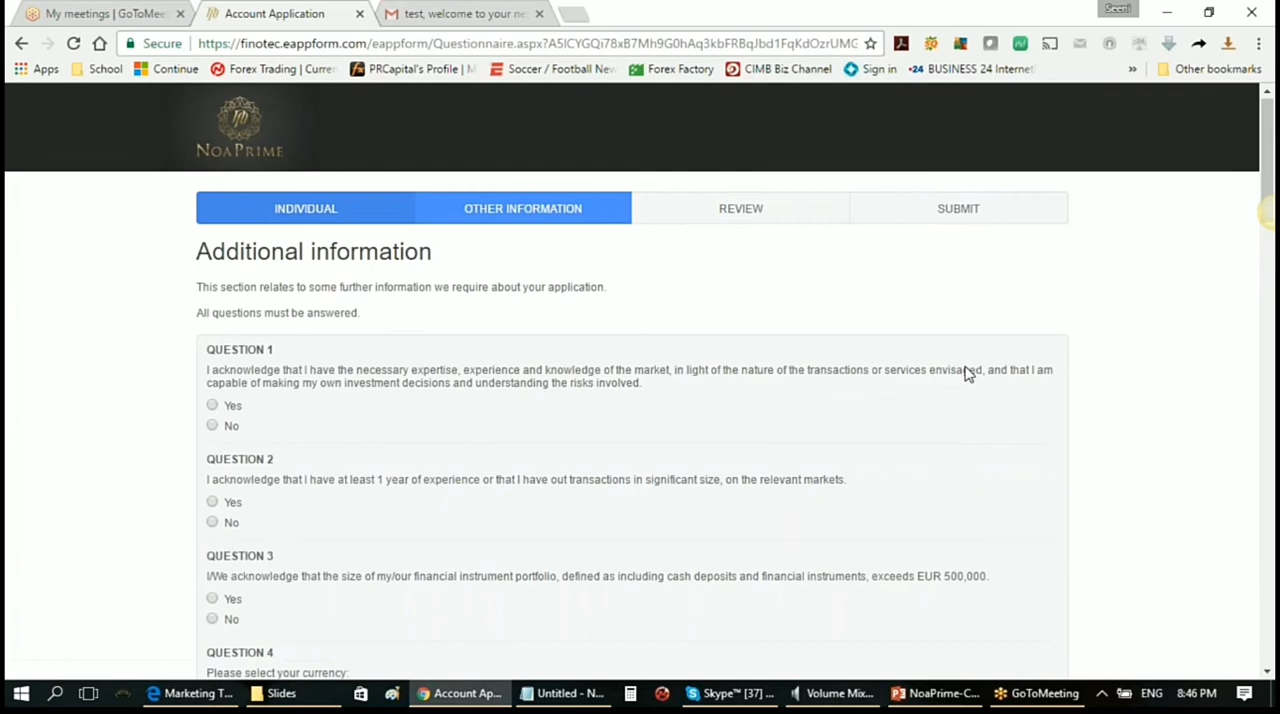 My meetings | GoToMee
Account Application
test, welcome to your ne
Seeni
Secure
https://finotec.eappform.com/eappform/Questionnaire.aspx?
Apps
School
Continue
Forex Trading | Curren
PRCapital's Profile | M
Soccer / Football New
Forex Factory
CIMB Biz Channel
Sign in
BUSINESS 24 Internet
»
Other bookmarks
NOAPRIME
INDIVIDUAL
OTHER INFORMATION
REVIEW
SUBMIT
Additional information
This section relates to some further information we require about your application.
All questions must be answered.
QUESTION 1
I acknowledge that I have the necessary expertise, experience and knowledge of the market, in light of the nature of the transactions or services envisaged, and that I am
capable of making my own investment decisions and understanding the risks involved.
Yes
No
QUESTION 2
I acknowledge that I have at least 1 year of experience or that I have out transactions in significant size, on the relevant markets.
Yes
No
QUESTION 3
I/We acknowledge that the size of my/our financial instrument portfolio, defined as including cash deposits and financial instruments, exceeds EUR 500,000.
Yes
No
QUESTION 4
Please select your currency:
Marketing T...
Slides
Account Ap...
Untitled - N...
Skype™ [37] ...
Volume Mix...
NoaPrime-C...
GoToMeeting
ENG
8:46 PM